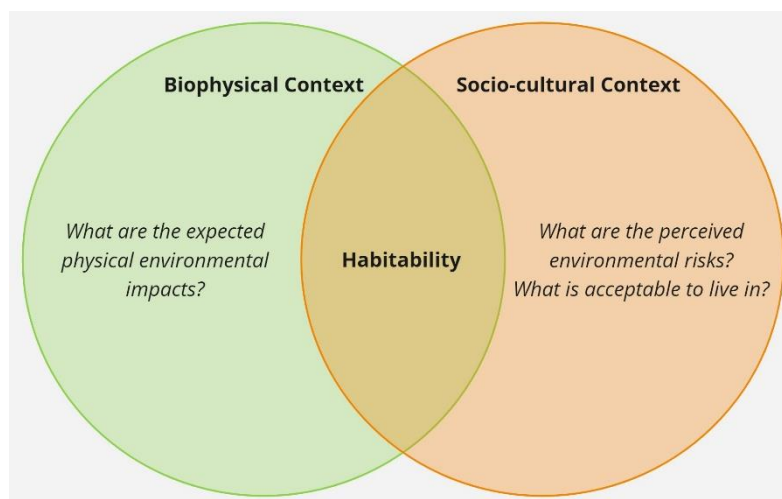 Biophysical Context
Socio-cultural Context
What are the expected
physical environmental
impacts?
Habitability
What are the perceived
environmental risks?
What is acceptable to live in?